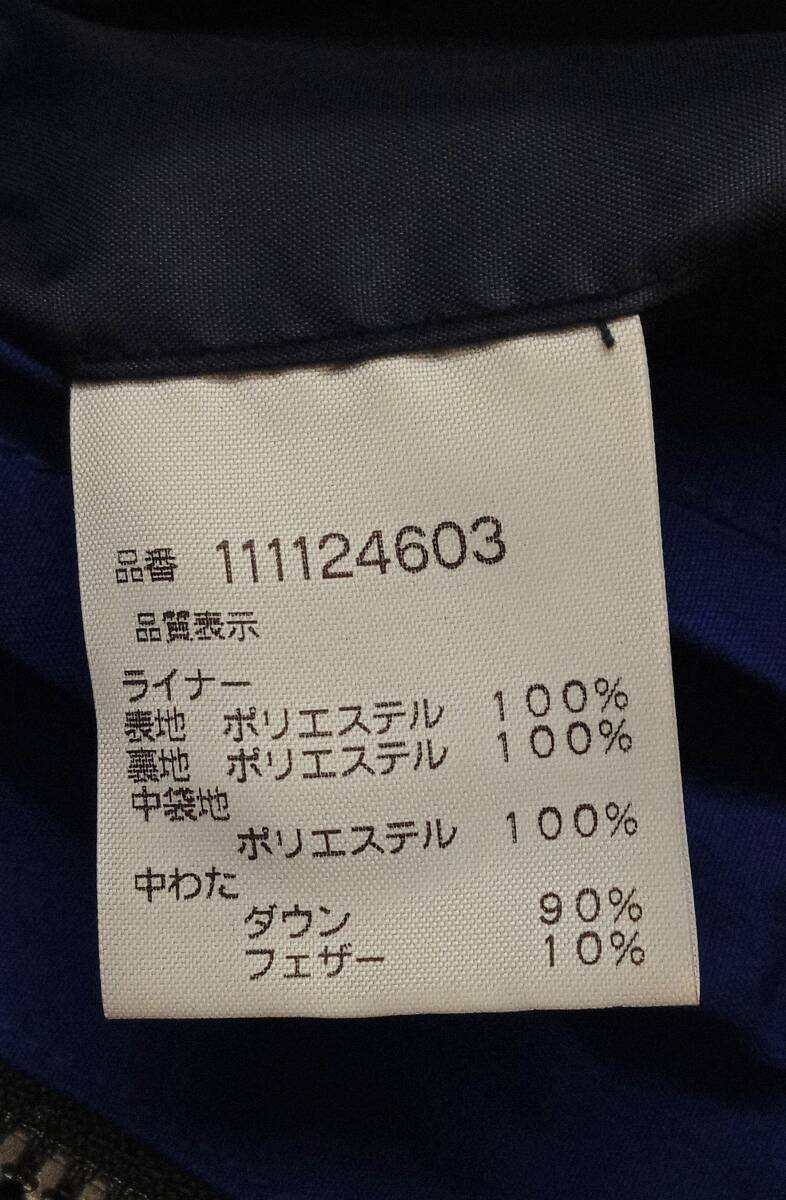 品番 111124603
品質表示
ライナー
表地 ポリエステル 100%
裏地 ポリエステル 100%
中袋地
ポリエステル 100%
中わた
ダウン 90%
フェザー 10%